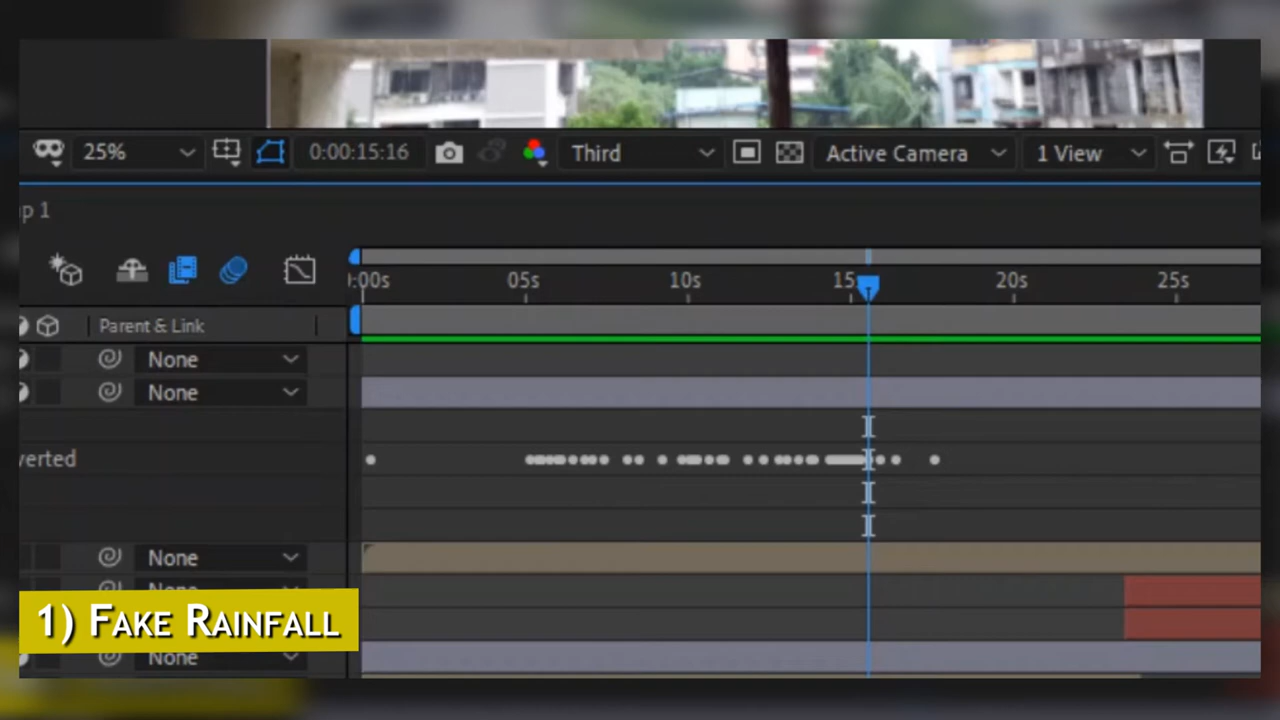 25%
0:00:15:16
Third
Active Camera
1 View
p 1
:00s
05s
10s
15
20s
25s
Parent & Link
None
None
verted
None
None
1) FAKE RAINFALL
None